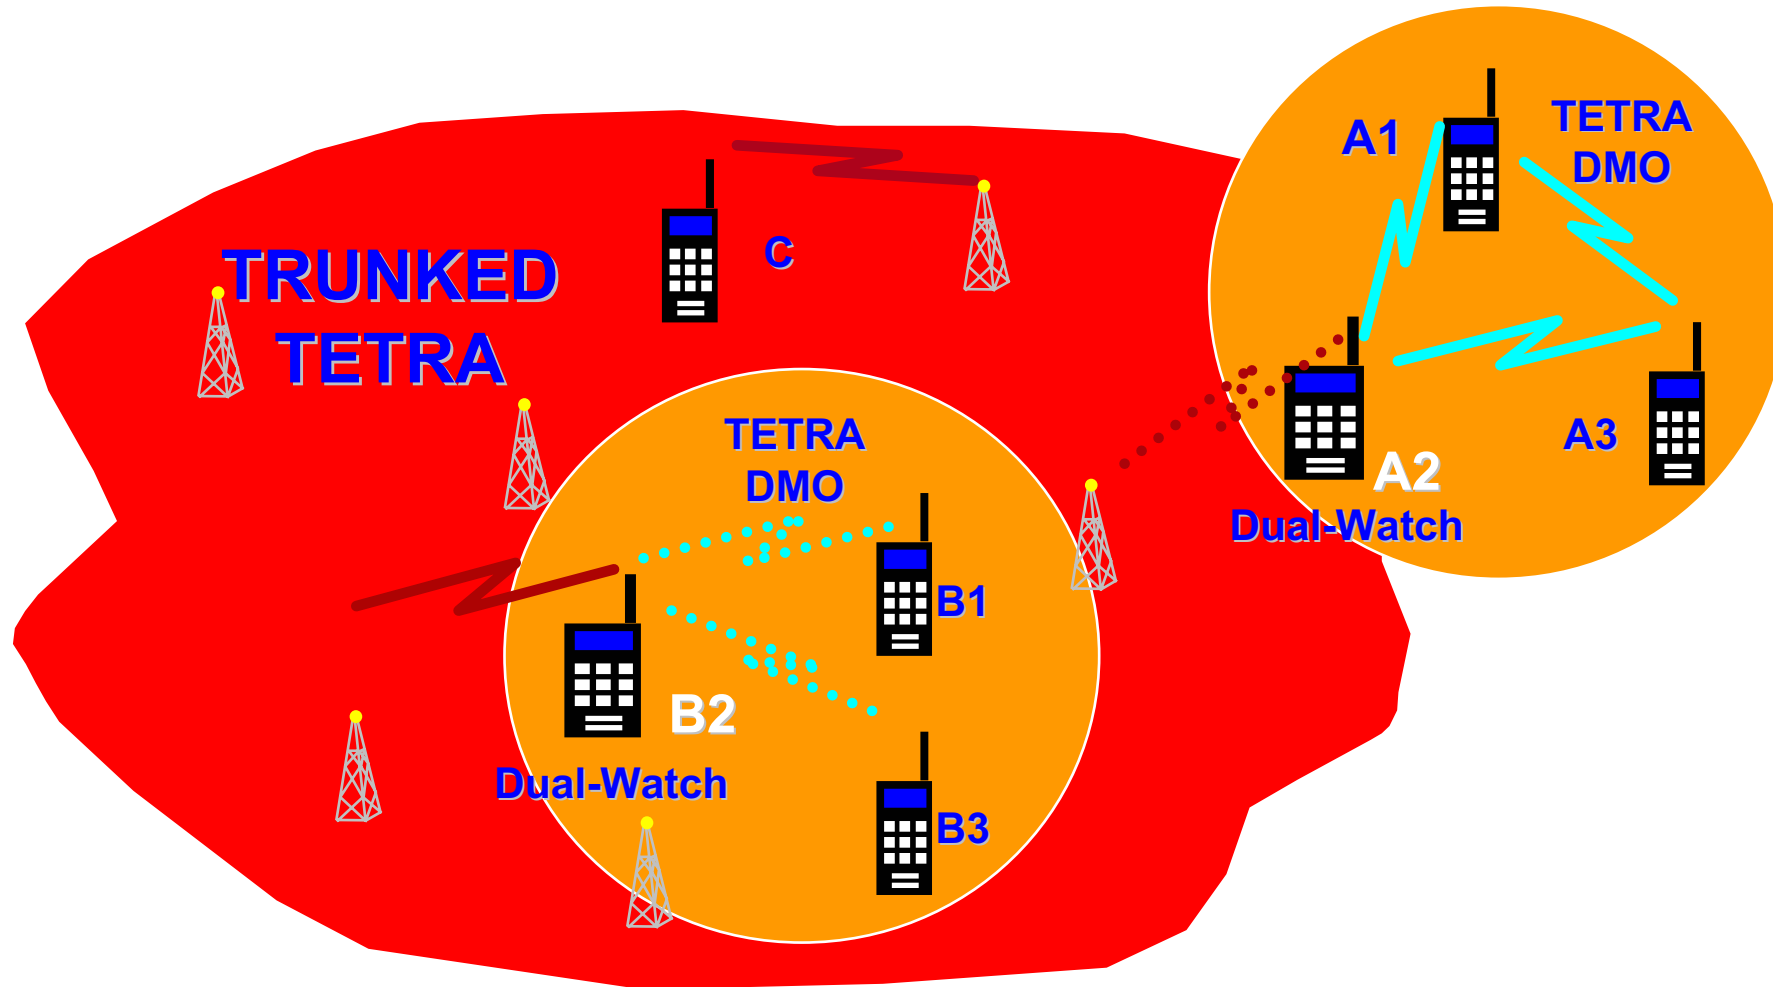 A1
TETRA
DMO
C
TRUNKED
TETRA
A3
A2
Dual-Watch
TETRA
DMO
B1
B2
Dual-Watch
B3